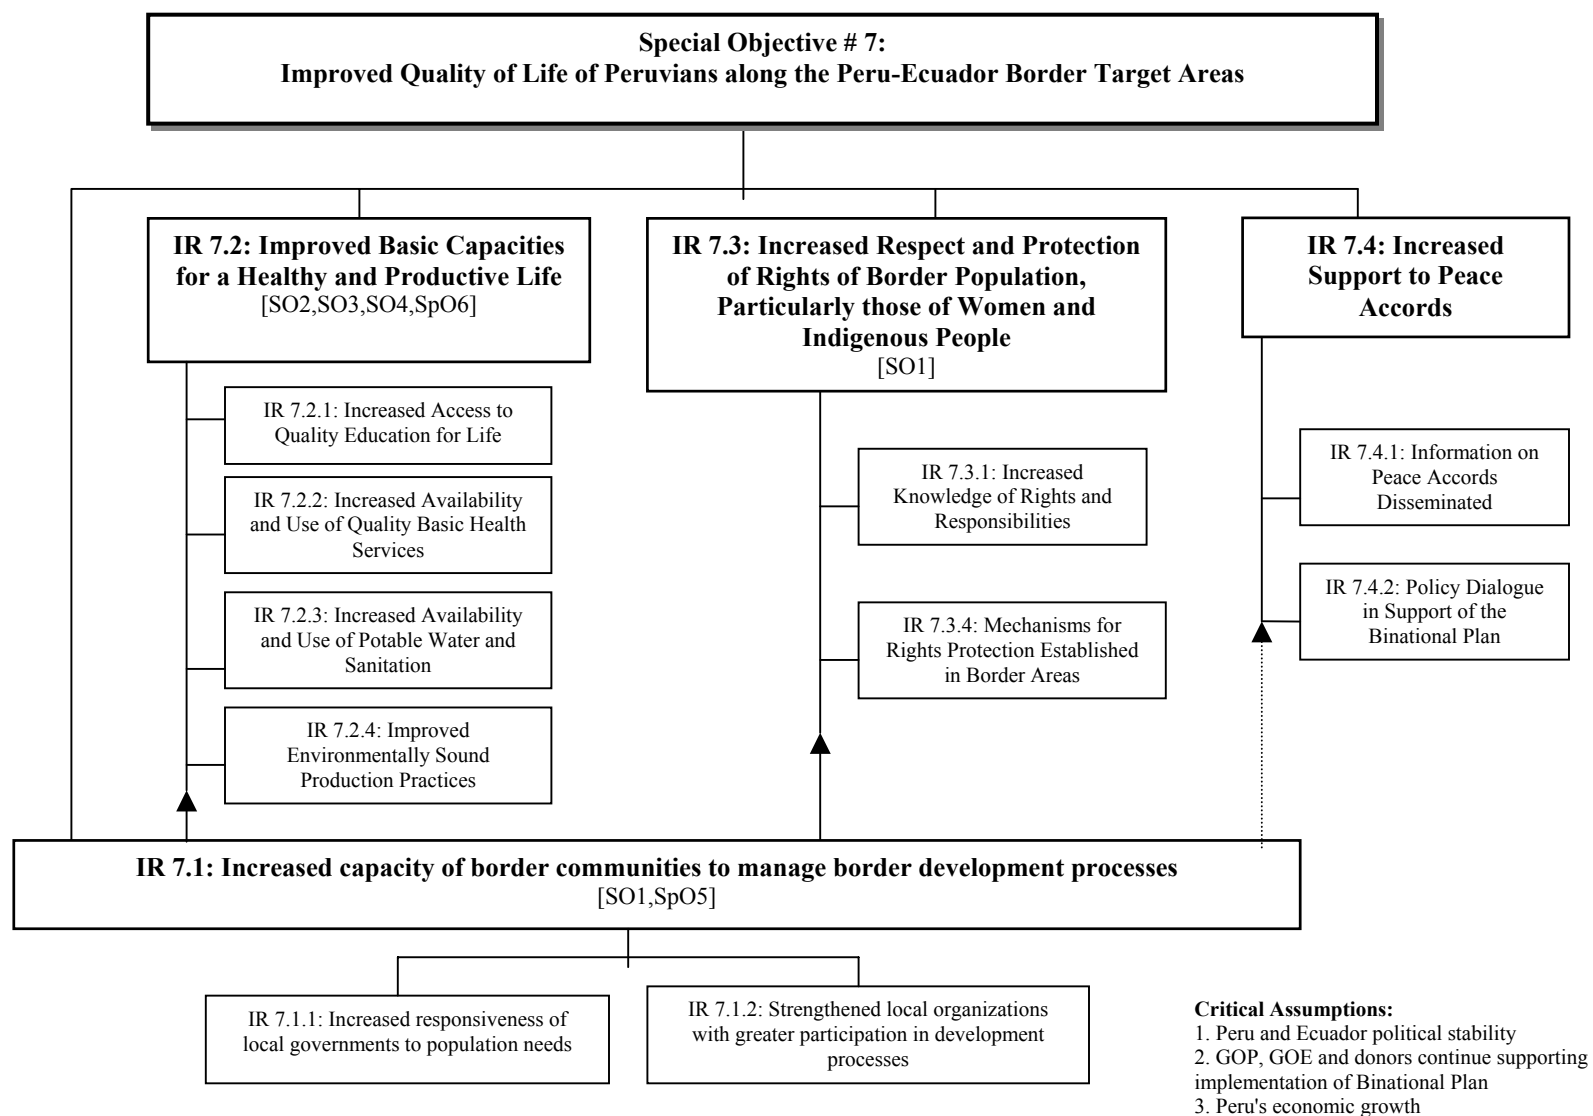 Special Objective # 7:
Improved Quality of Life of Peruvians along the Peru-Ecuador Border Target Areas
IR 7.2: Improved Basic Capacities
for a Healthy and Productive Life
[SO2,SO3,SO4,SpO6]
IR 7.3: Increased Respect and Protection
of Rights of Border Population,
Particularly those of Women and
Indigenous People
[SO1]
IR 7.4: Increased
Support to Peace
Accords
IR 7.2.1: Increased Access to
Quality Education for Life
IR 7.2.2: Increased Availability
and Use of Quality Basic Health
Services
IR 7.2.3: Increased Availability
and Use of Potable Water and
Sanitation
IR 7.2.4: Improved
Environmentally Sound
Production Practices
IR 7.3.1: Increased
Knowledge of Rights and
Responsibilities
IR 7.3.4: Mechanisms for
Rights Protection Established
in Border Areas
IR 7.4.1: Information on
Peace Accords
Disseminated
IR 7.4.2: Policy Dialogue
in Support of the
Binational Plan
IR 7.1: Increased capacity of border communities to manage border development processes
[SO1,SpO5]
IR 7.1.1: Increased responsiveness of
local governments to population needs
IR 7.1.2: Strengthened local organizations
with greater participation in development
processes
Critical Assumptions:
1. Peru and Ecuador political stability
2. GOP, GOE and donors continue supporting
implementation of Binational Plan
3. Peru's economic growth